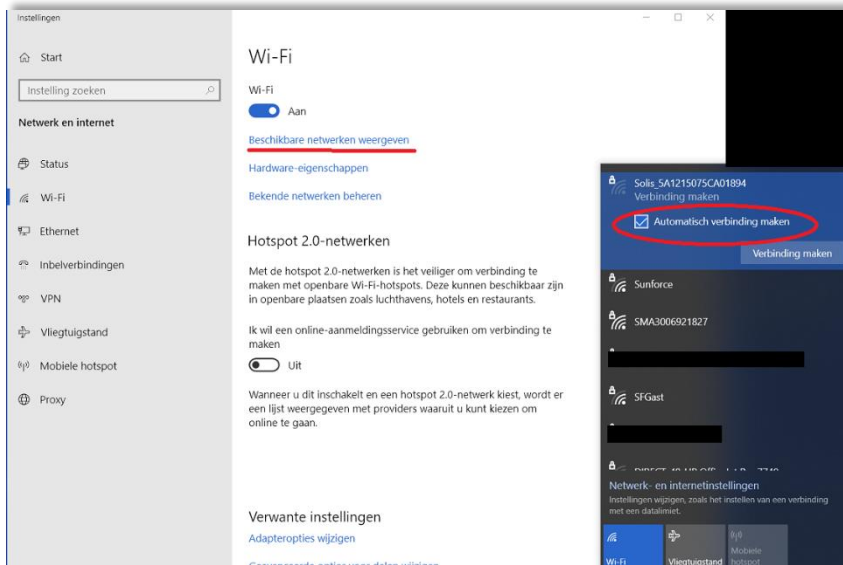 Instellingen
Start
Instelling zoeken
Netwerk en internet
Status
Wi-Fi
Ethernet
Inbelverbindingen
VPN
Vliegtuigstand
Mobiele hotspot
Proxy
Wi-Fi
Wi-Fi
Aan
Beschikbare netwerken weergeven
Hardware-eigenschappen
Bekende netwerken beheren
Hotspot 2.0-netwerken
Met de hotspot 2.0-netwerken is het veiliger om verbinding te
maken met openbare Wi-Fi-hotspots. Deze kunnen beschikbaar zijn
in openbare plaatsen zoals luchthavens, hotels en restaurants.
Ik wil een online-aanmeldingsservice gebruiken om verbinding te
maken
Uit
Wanneer u dit inschakelt en een hotspot 2.0-netwerk kiest, wordt er
een lijst weergegeven met providers waaruit u kunt kiezen om
online te gaan.
Verwante instellingen
Adapteropties wijzigen
Solis_5A121507SCA01894
Verbinding maken
Automatisch verbinding maken
Verbinding maken
Sunforce
SMA3006921827
SFGast
Netwerk- en internetinstellingen
Instellingen wijzigen, zoals het instellen van een verbinding
met een datalimiet.
Wi-Fi
Vliegtuigstand
Mobiele
hotspot